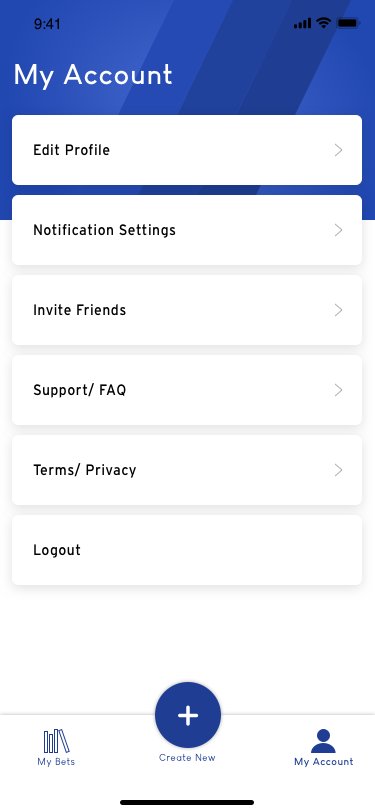 9:41
My Account
Edit Profile
Notification Settings
Invite Friends
Support/ FAQ
Terms/ Privacy
Logout
My Bets
Create New
My Account